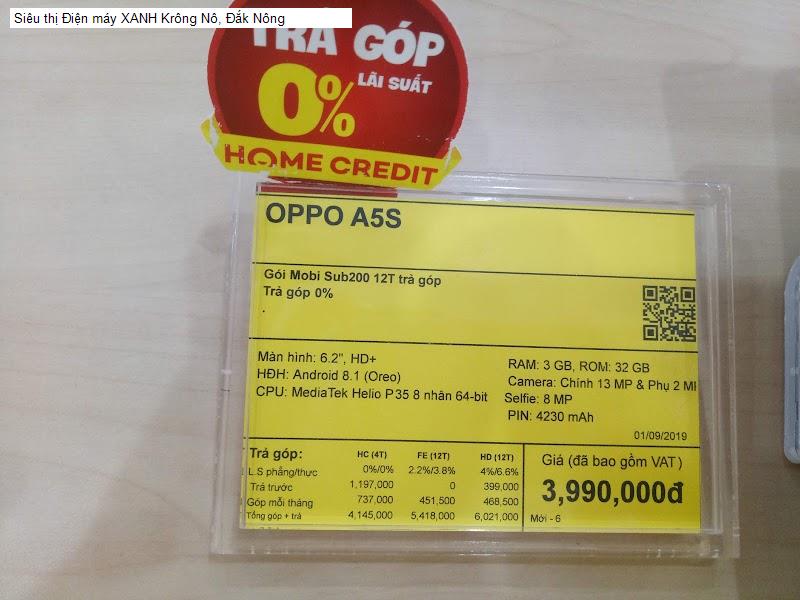 Siêu thị Điện máy XANH Krông Nô, Đắk Nông
TRẢ GÓP
0% LÃI SUẤT
HOME CREDIT
OPPO A5S
Gói Mobi Sub200 12T trả góp
Trả góp 0%
.
Màn hình: 6.2", HD+
HĐH: Android 8.1 (Oreo)
CPU: MediaTek Helio P35 8 nhân 64-bit
RAM: 3 GB, ROM: 32 GB
Camera: Chính 13 MP & Phụ 2 MP
Selfie: 8 MP
PIN: 4230 mAh
01/09/2019
Trả góp: HC (4T) FE (12T) HD (12T)
L.S phẳng/thực 0%/0% 2.2%/3.8% 4%/6.6%
Trả trước 1,197,000 0 399,000
Góp mỗi tháng 737,000 451,500 468,500
Tổng góp + trả 4,145,000 5,418,000 6,021,000
Giá (đã bao gồm VAT)
3,990,000đ
Mới - 6